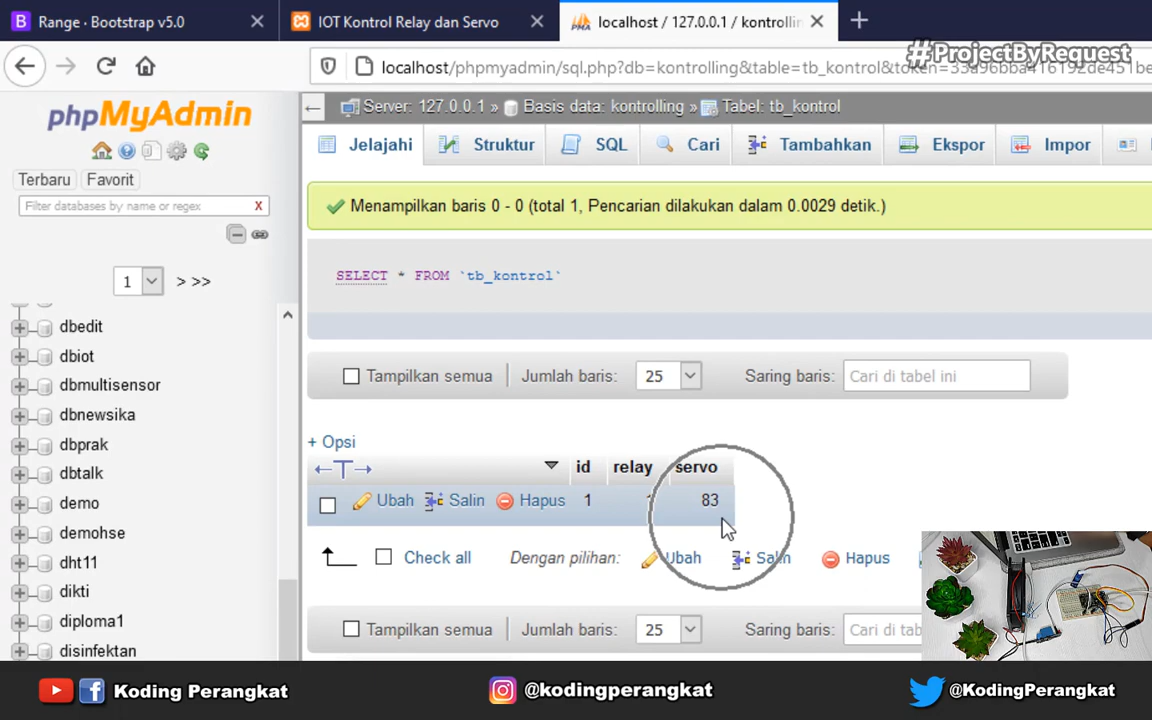 Range · Bootstrap v5.0
IOT Kontrol Relay dan Servo
localhost / 127.0.0.1 / kontrollin
#ProjectByRequest
localhost/phpmyadmin/sql.php?db=kontrolling&table=tb_kontrol&token=33a96bba416192de451be
phpMyAdmin
Server: 127.0.0.1 » Basis data: kontrolling » Tabel: tb_kontrol
Jelajahi Struktur SQL Cari Tambahkan Ekspor Impor
Terbaru Favorit
Filter databases by name or regex X
Menampilkan baris 0 - 0 (total 1, Pencarian dilakukan dalam 0.0029 detik.)
1 > >>
SELECT * FROM `tb_kontrol`
dbedit
dbiot
dbmultisensor
dbnewsika
dbprak
dbtalk
demo
demohse
dht11
dikti
diploma1
disinfektan
Tampilkan semua Jumlah baris: 25 Saring baris: Cari di tabel ini
+ Opsi
id relay servo
Ubah Salin Hapus 1 83
Check all Dengan pilihan: Ubah Salin Hapus
Tampilkan semua Jumlah baris: 25 Saring baris: Cari di tabel
Koding Perangkat @kodingperangkat @KodingPerangkat